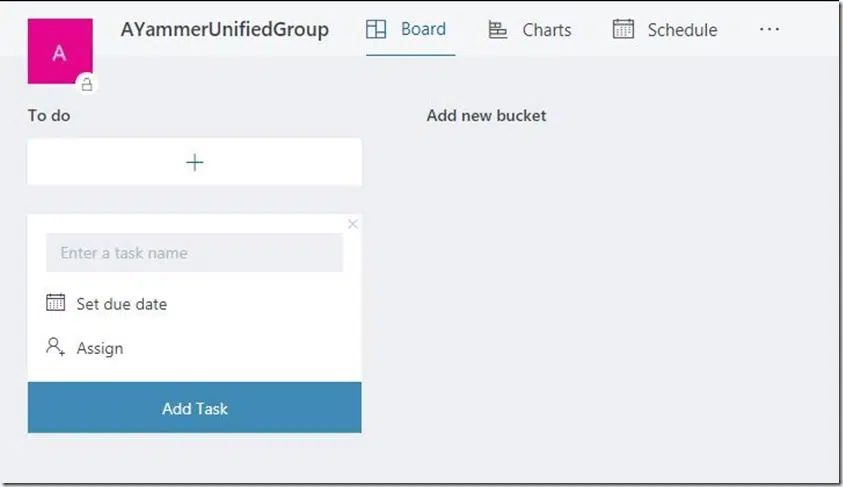 A
AYammerUnifiedGroup
Board
Charts
Schedule
...
To do
Add new bucket
+
Enter a task name
Set due date
Assign
Add Task